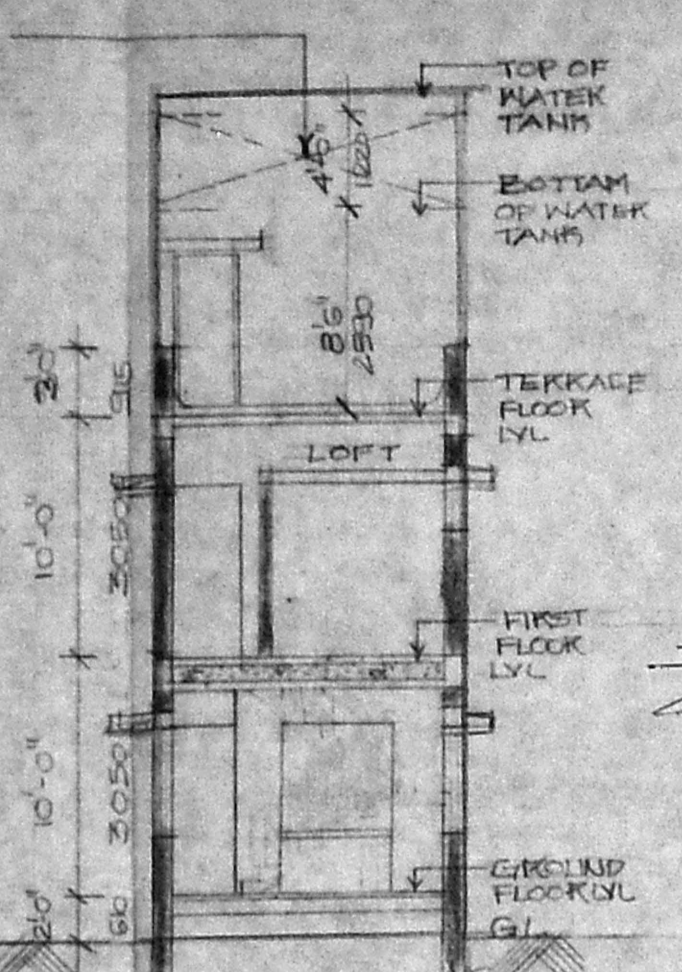 TOP OF
WATER
TANK
4'-6"
BOTTAM
OF WATER
TANK
8'6"
2590
3'-0"
915
TERRACE
FLOOR
LVL
LOFT
10'-0"
3050
FIRST
FLOOR
LVL
10'-0"
3050
GROUND
FLOOR LVL
2'-0"
610
GL